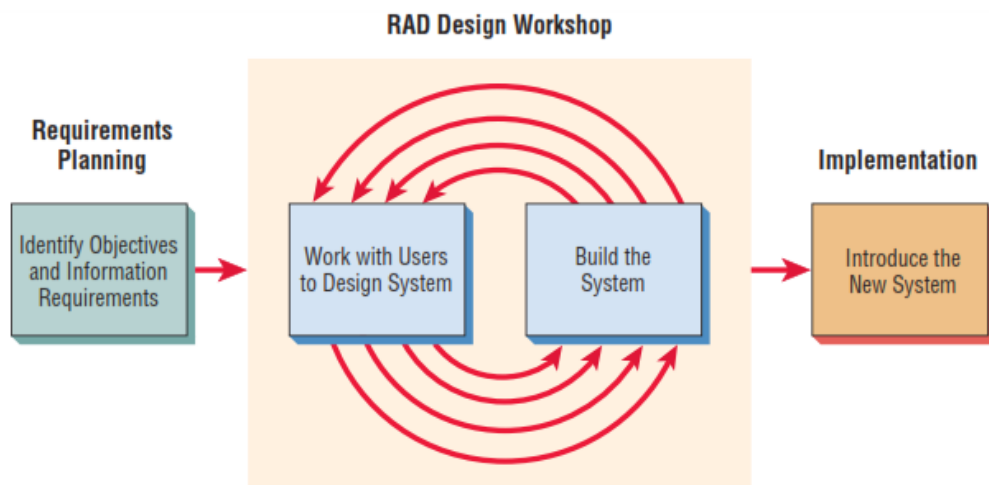 RAD Design Workshop
Requirements
Planning
Identify Objectives
and Information
Requirements
Work with Users
to Design System
Build the
System
Implementation
Introduce the
New System